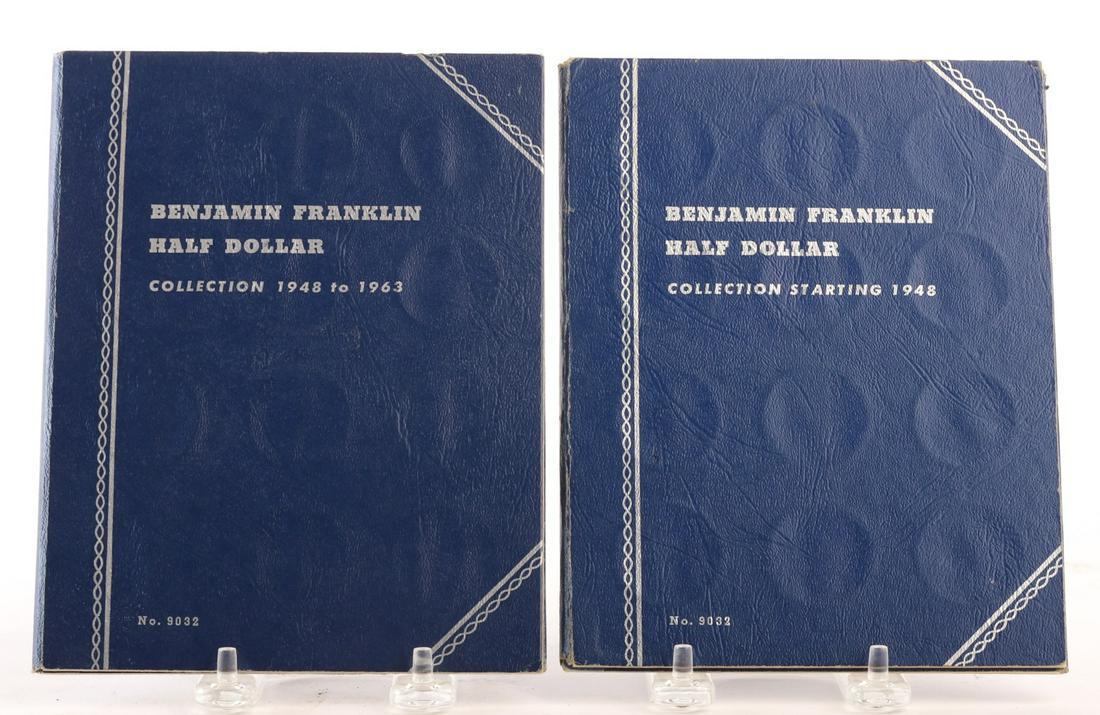 BENJAMIN FRANKLIN
HALF DOLLAR
COLLECTION 1948 to 1963
No. 9032
BENJAMIN FRANKLIN
HALF DOLLAR
COLLECTION STARTING 1948
No. 9032